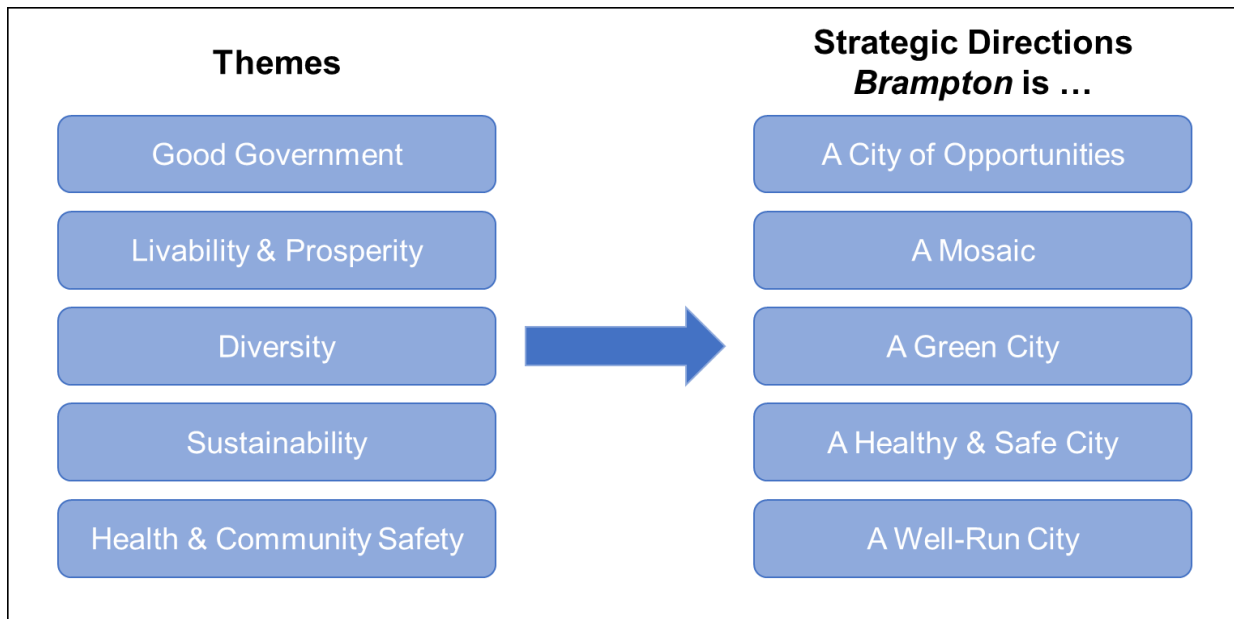 Themes
Good Government
Livability & Prosperity
Diversity
Sustainability
Health & Community Safety
Strategic Directions
Brampton is …
A City of Opportunities
A Mosaic
A Green City
A Healthy & Safe City
A Well-Run City